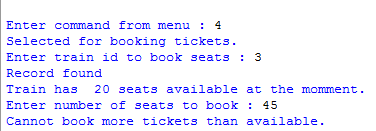 Enter command from menu : 4
Selected for booking tickets.
Enter train id to book seats : 3
Record found
Train has  20 seats available at the momment.
Enter number of seats to book : 45
Cannot book more tickets than available.